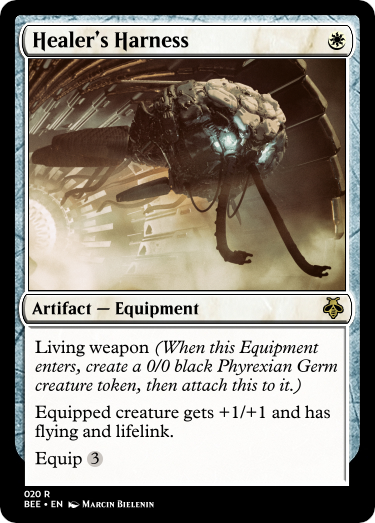 Healer's Harness
Artifact — Equipment
Living weapon (When this Equipment
enters, create a 0/0 black Phyrexian Germ
creature token, then attach this to it.)
Equipped creature gets +1/+1 and has
flying and lifelink.
Equip 3
020 R
BEE • EN Marcin Bielenin